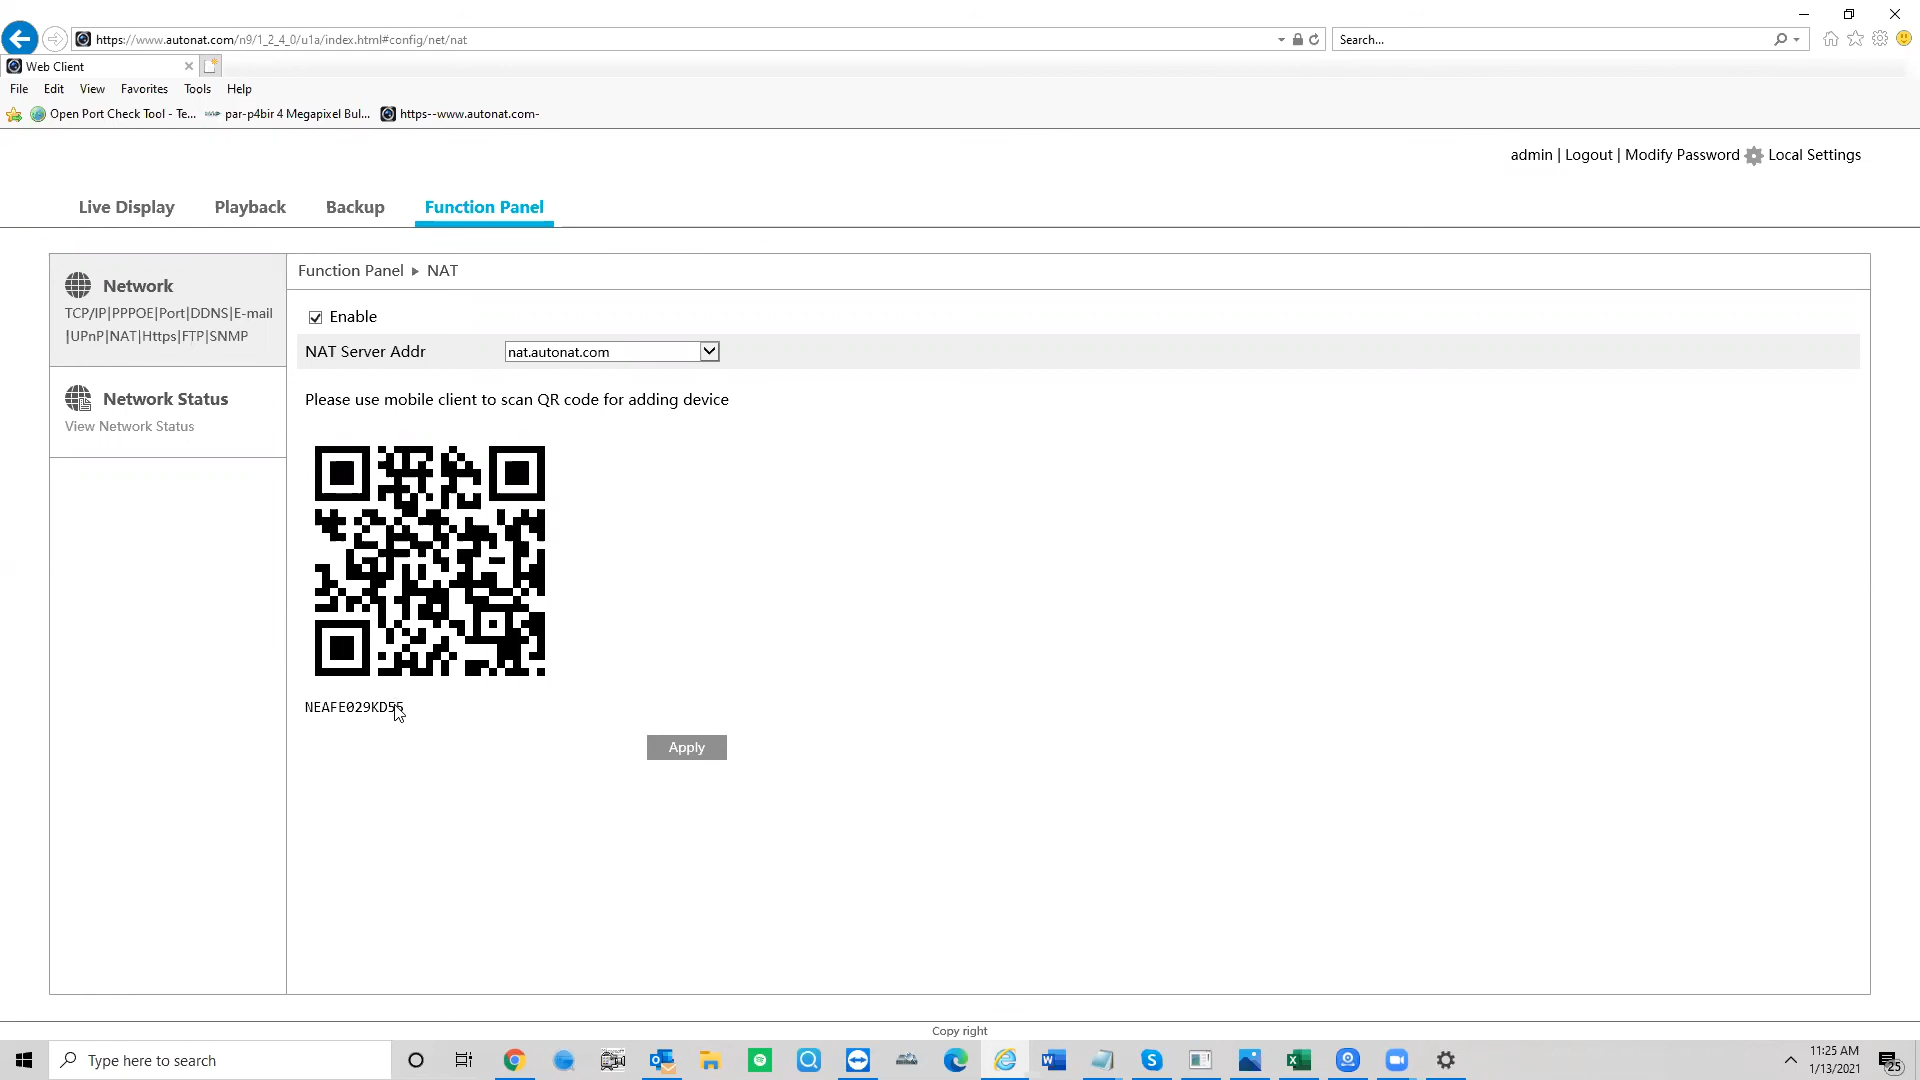 https://www.autonat.com/n9/1_2_4_0/u1a/index.html#config/net/nat
Search...
Web Client
File Edit View Favorites Tools Help
Open Port Check Tool - Te... par-p4bir 4 Megapixel Bul... https--www.autonat.com-
admin | Logout | Modify Password Local Settings
Live Display Playback Backup Function Panel
Network
TCP/IP|PPPOE|Port|DDNS|E-mail
|UPnP|NAT|Https|FTP|SNMP
Network Status
View Network Status
Function Panel ▸ NAT
Enable
NAT Server Addr nat.autonat.com
Please use mobile client to scan QR code for adding device
NEAFE029KD55
Apply
Copy right
Type here to search
11:25 AM
1/13/2021
25